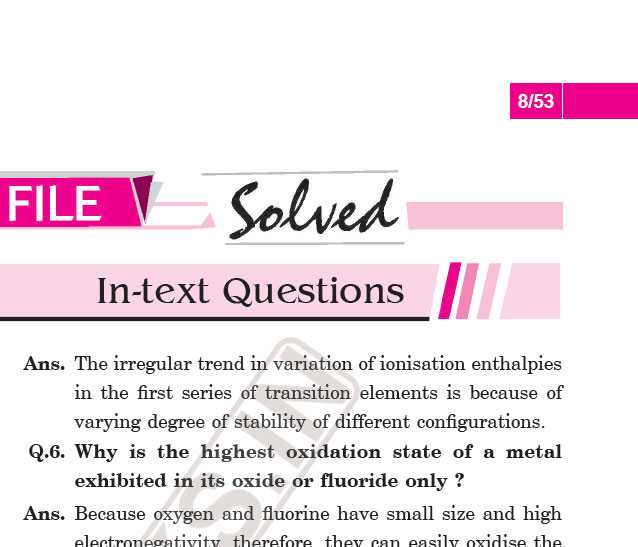 8/53
FILE
Solved
In-text Questions
Ans. The irregular trend in variation of ionisation enthalpies
in the first series of transition elements is because of
varying degree of stability of different configurations.
Q.6. Why is the highest oxidation state of a metal
exhibited in its oxide or fluoride only ?
Ans. Because oxygen and fluorine have small size and high
electronegativity, therefore, they can easily oxidise the
S IN